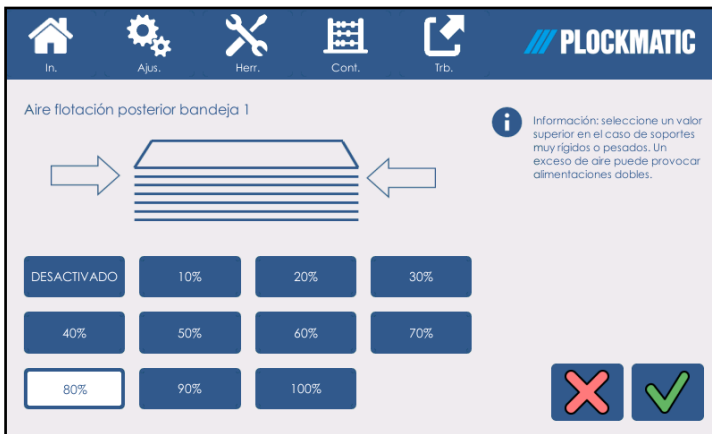 In.
Ajus.
Herr.
Cont.
Trb.
PLOCKMATIC
Aire flotación posterior bandeja 1
i
Información: seleccione un valor
superior en el caso de soportes
muy rígidos o pesados. Un
exceso de aire puede provocar
alimentaciones dobles.
DESACTIVADO
10%
20%
30%
40%
50%
60%
70%
80%
90%
100%